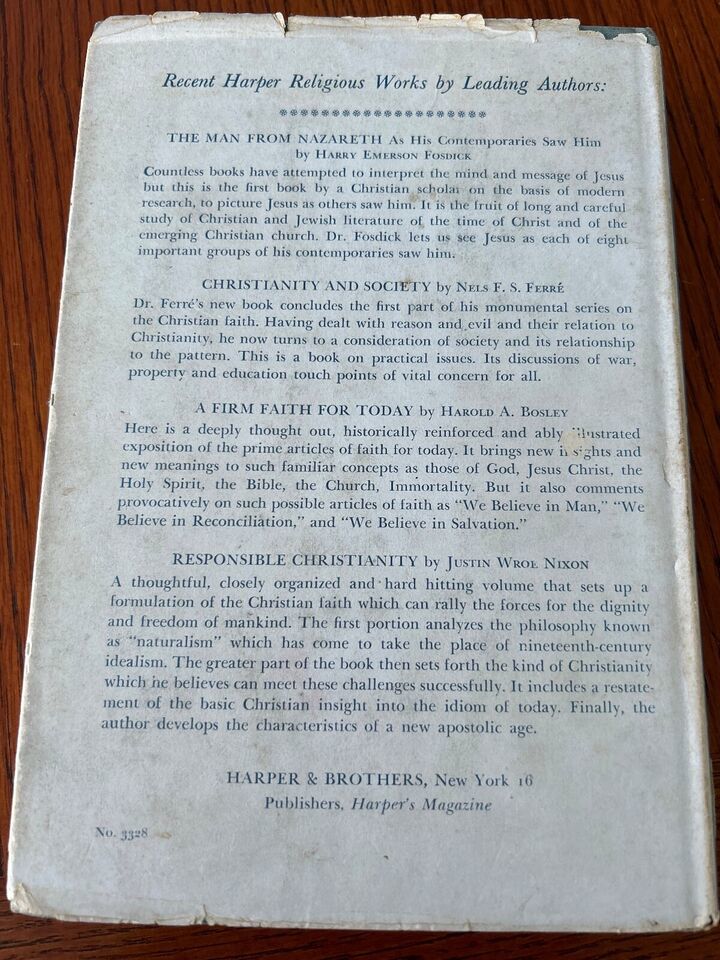 Recent Harper Religious Works by Leading Authors:
THE MAN FROM NAZARETH As His Contemporaries Saw Him
by HARRY EMERSON FOSDICK
Countless books have attempted to interpret the mind and message of Jesus
but this is the first book by a Christian scholar on the basis of modern
research, to picture Jesus as others saw him. It is the fruit of long and careful
study of Christian and Jewish literature of the time of Christ and of the
emerging Christian church. Dr. Fosdick lets us see Jesus as each of eight
important groups of his contemporaries saw him.
CHRISTIANITY AND SOCIETY by NELS F. S. FERRÉ
Dr. Ferré's new book concludes the first part of his monumental series on
the Christian faith. Having dealt with reason and evil and their relation to
Christianity, he now turns to a consideration of society and its relationship
to the pattern. This is a book on practical issues. Its discussions of war,
property and education touch points of vital concern for all.
A FIRM FAITH FOR TODAY by HAROLD A. BOSLEY
Here is a deeply thought out, historically reinforced and ably illustrated
exposition of the prime articles of faith for today. It brings new insights and
new meanings to such familiar concepts as those of God, Jesus Christ, the
Holy Spirit, the Bible, the Church, Immortality. But it also comments
provocatively on such possible articles of faith as "We Believe in Man," "We
Believe in Reconciliation," and "We Believe in Salvation."
RESPONSIBLE CHRISTIANITY by JUSTIN WROE NIXON
A thoughtful, closely organized and hard hitting volume that sets up a
formulation of the Christian faith which can rally the forces for the dignity
and freedom of mankind. The first portion analyzes the philosophy known
as "naturalism" which has come to take the place of nineteenth-century
idealism. The greater part of the book then sets forth the kind of Christianity
which he believes can meet these challenges successfully. It includes a restate-
ment of the basic Christian insight into the idiom of today. Finally, the
author develops the characteristics of a new apostolic age.
HARPER & BROTHERS, New York 16
Publishers, Harper's Magazine
No. 3328